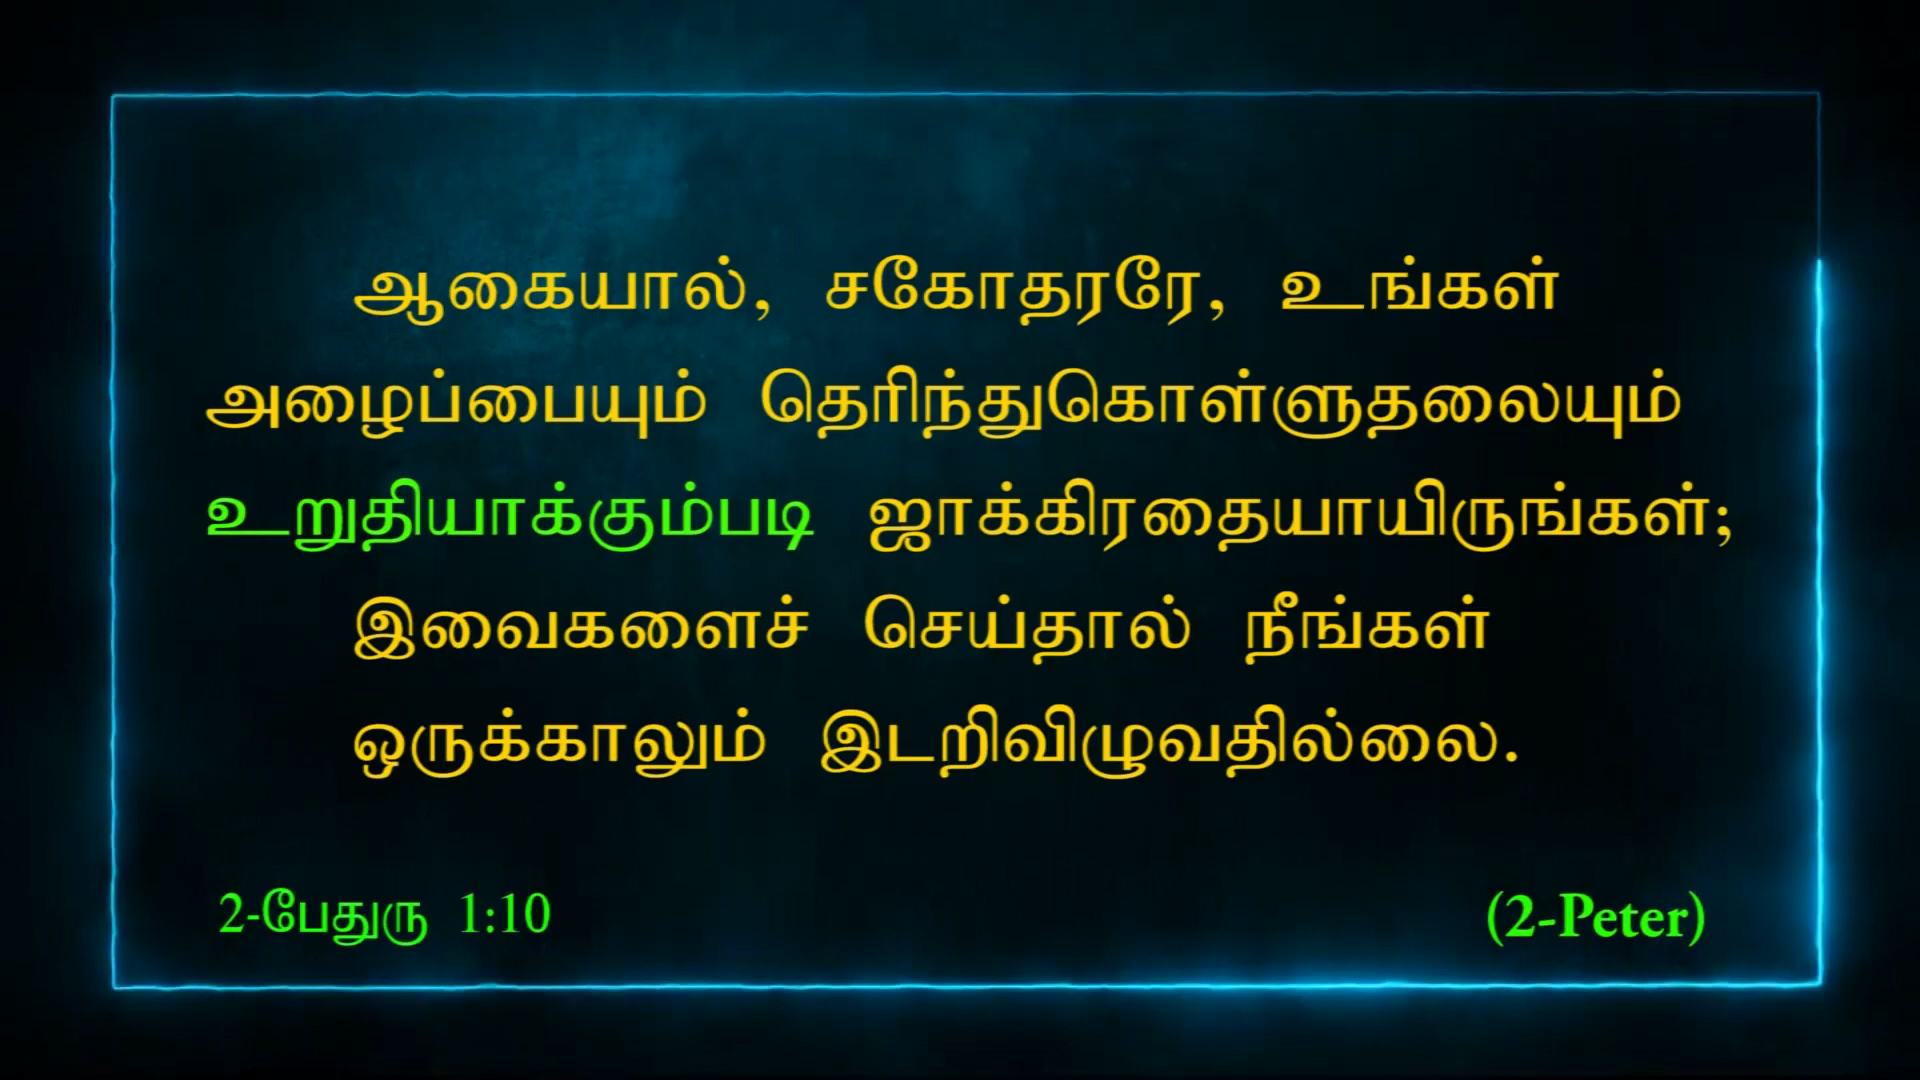 ஆகையால், சகோதரரே, உங்கள்
அழைப்பையும் தெரிந்துகொள்ளுதலையும்
உறுதியாக்கும்படி ஜாக்கிரதையாயிருங்கள்;
இவைகளைச் செய்தால் நீங்கள்
ஒருக்காலும் இடறிவிழுவதில்லை.
2-பேதுரு 1:10 (2-Peter)